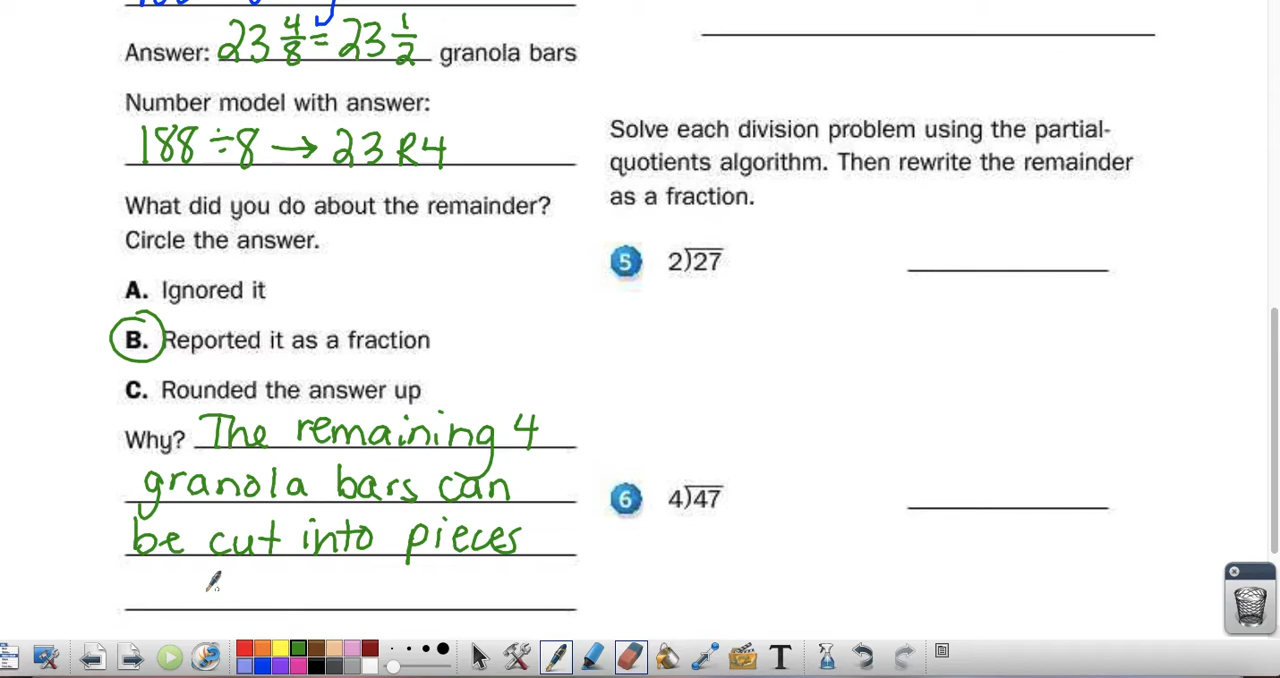 Answer: 23 4/8 = 23 1/2 granola bars
Number model with answer:
188 ÷ 8 → 23 R4
What did you do about the remainder?
Circle the answer.
A. Ignored it
B. Reported it as a fraction
C. Rounded the answer up
Why? The remaining 4
granola bars can
be cut into pieces
Solve each division problem using the partial-
quotients algorithm. Then rewrite the remainder
as a fraction.
5 2)27
6 4)47
T